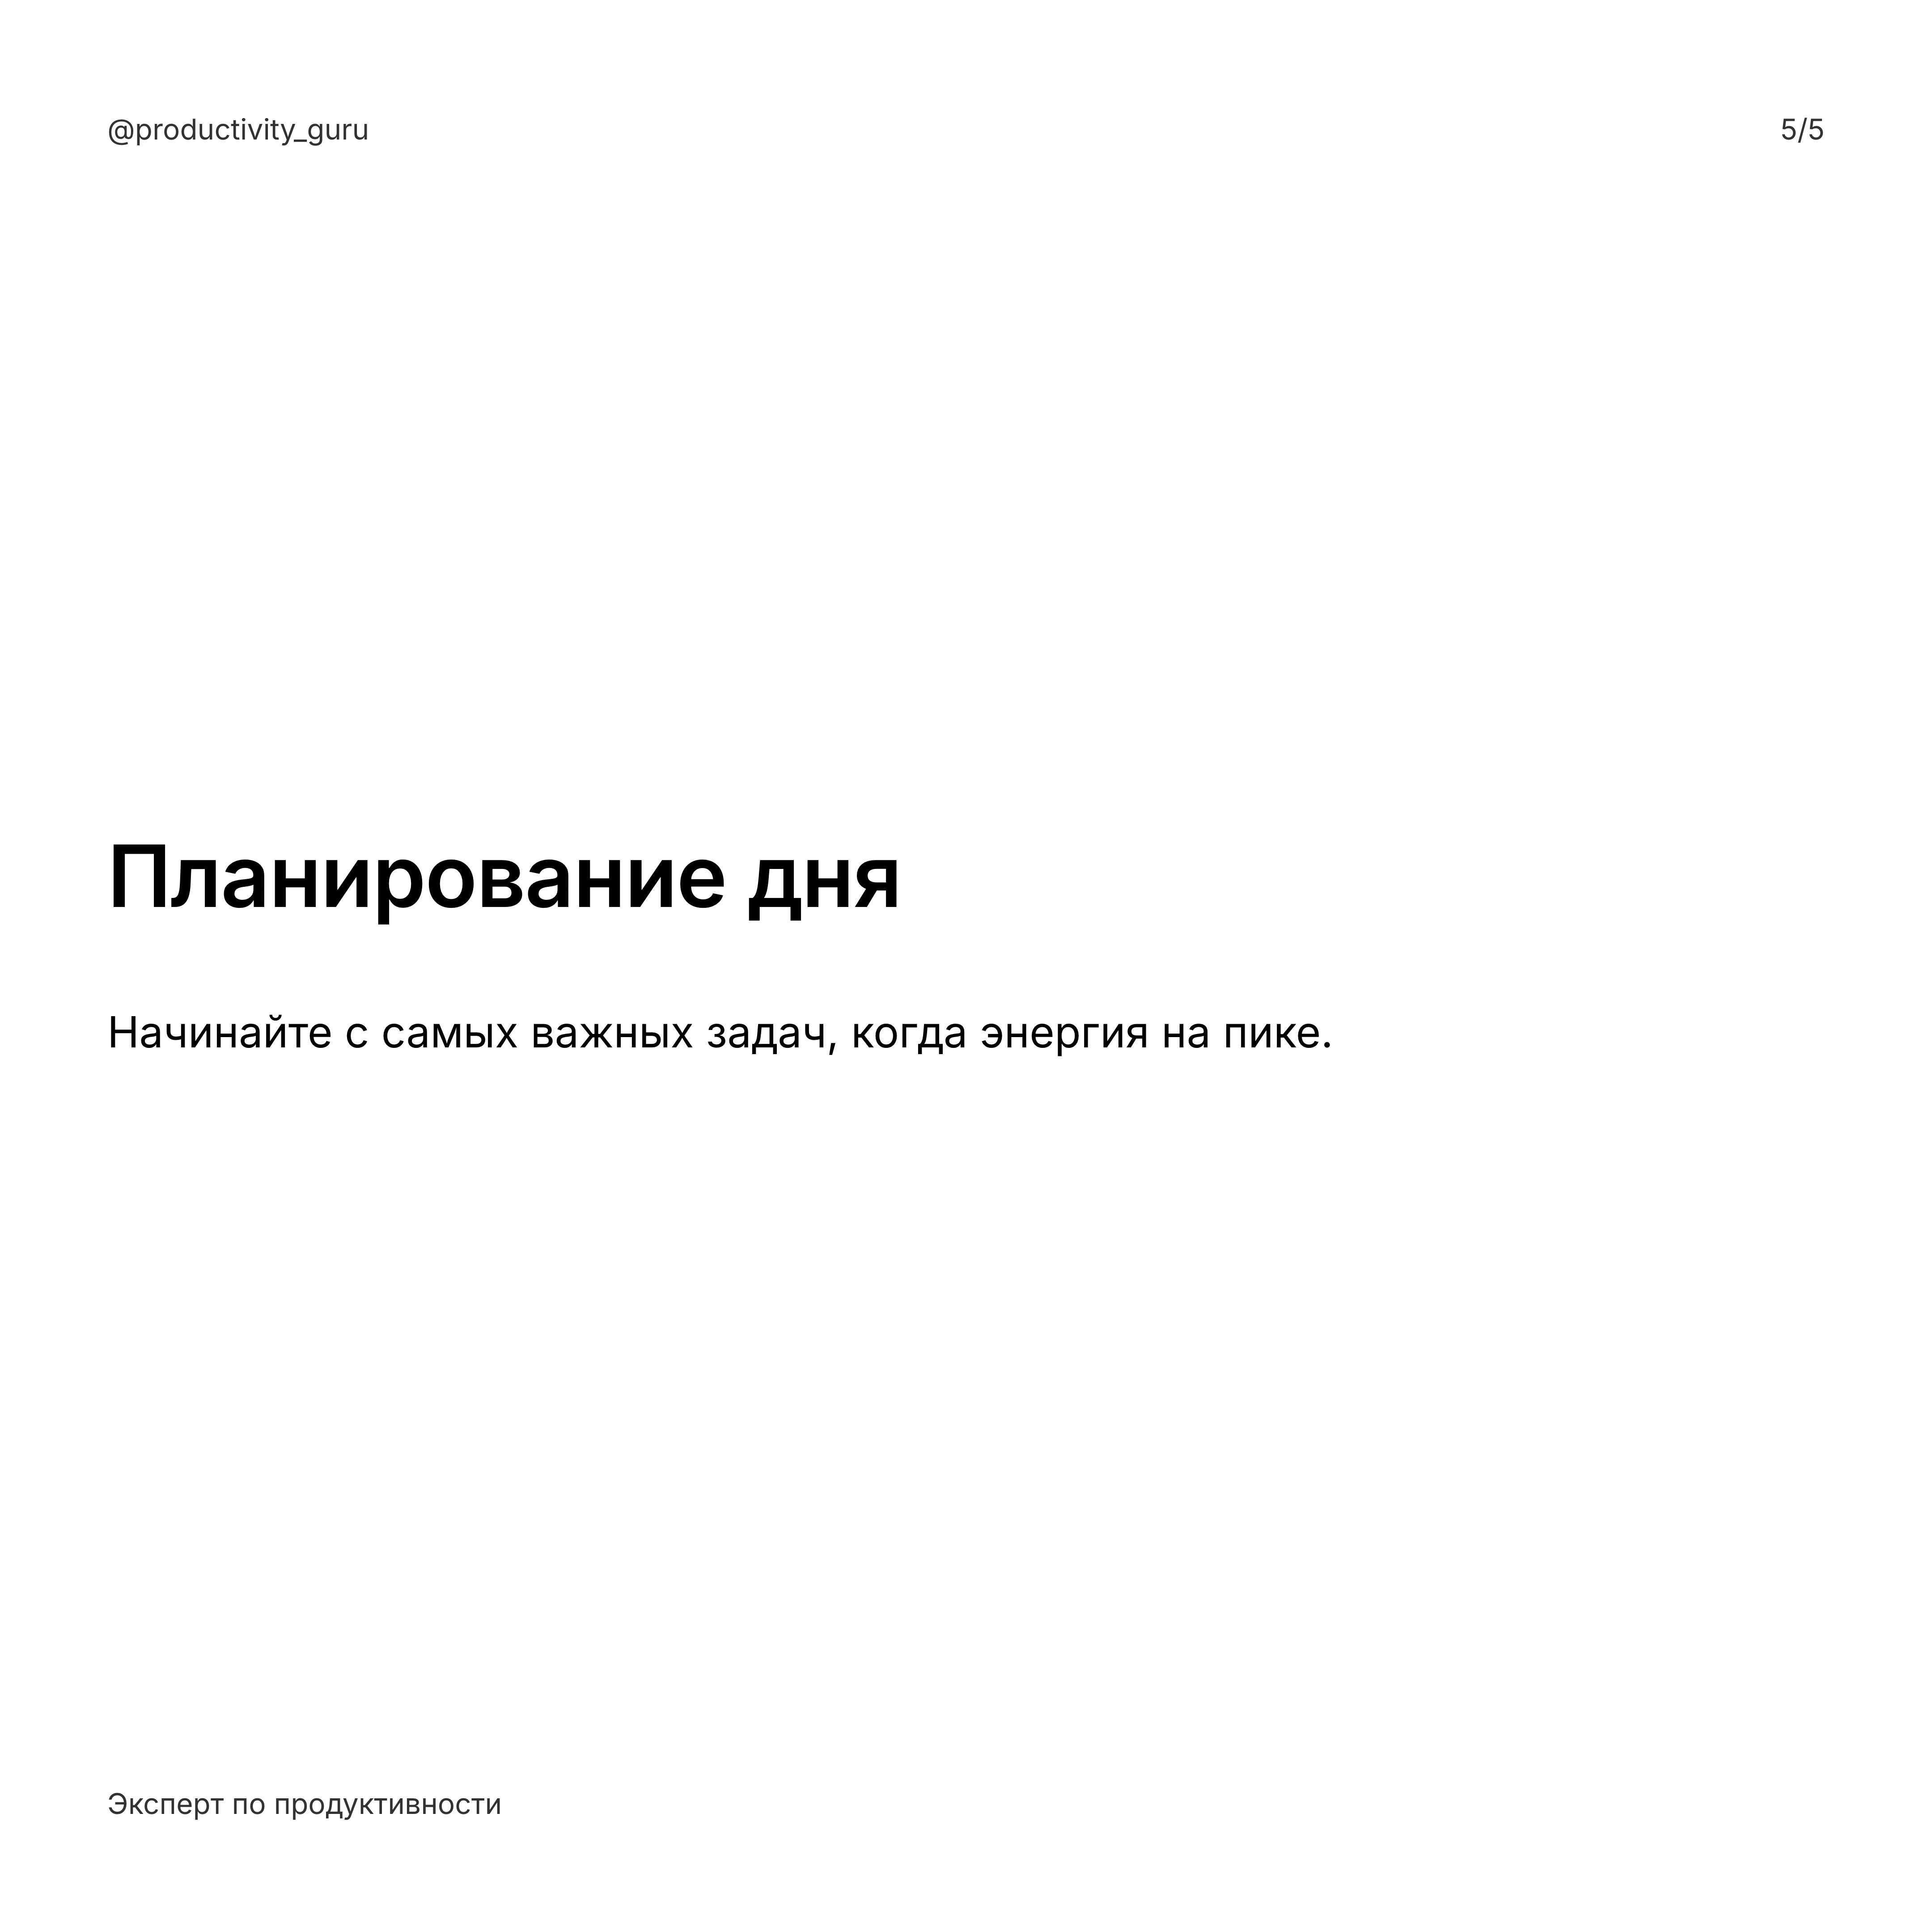 @productivity_guru
5/5
Планирование дня
Начинайте с самых важных задач, когда энергия на пике.
Эксперт по продуктивности